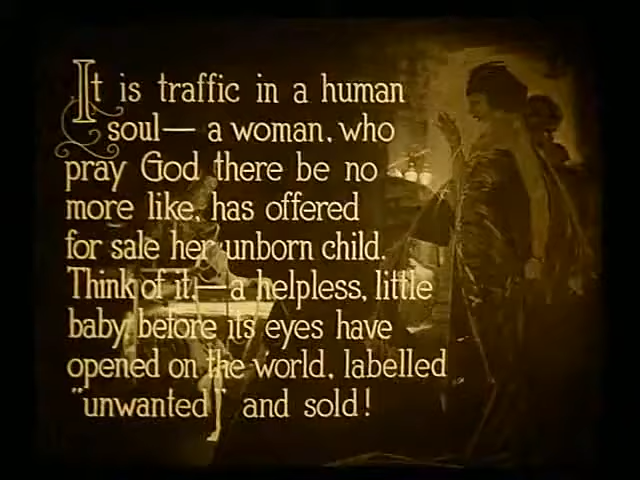 It is traffic in a human
soul— a woman, who
pray God there be no
more like, has offered
for sale her unborn child.
Think of it,—a helpless, little
baby, before its eyes have
opened on the world, labelled
"unwanted" and sold!